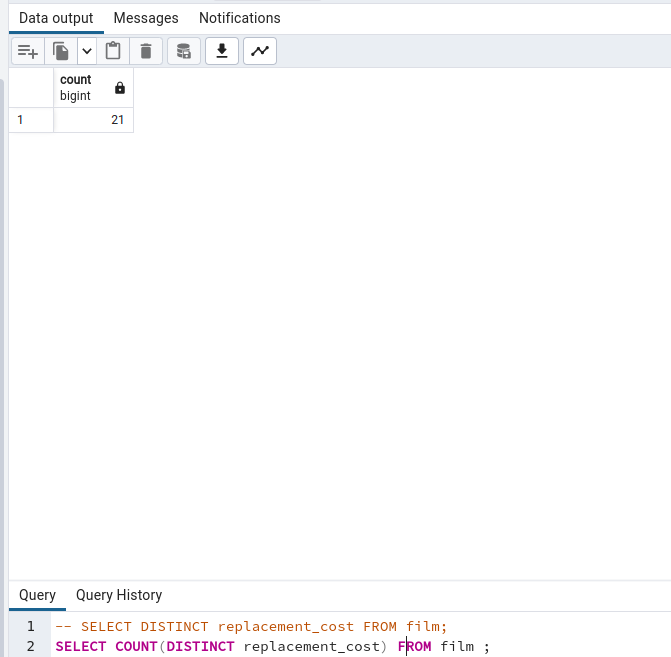 Data output Messages Notifications
count
bigint
1 21
Query Query History
1 -- SELECT DISTINCT replacement_cost FROM film;
2 SELECT COUNT(DISTINCT replacement_cost) FROM film ;